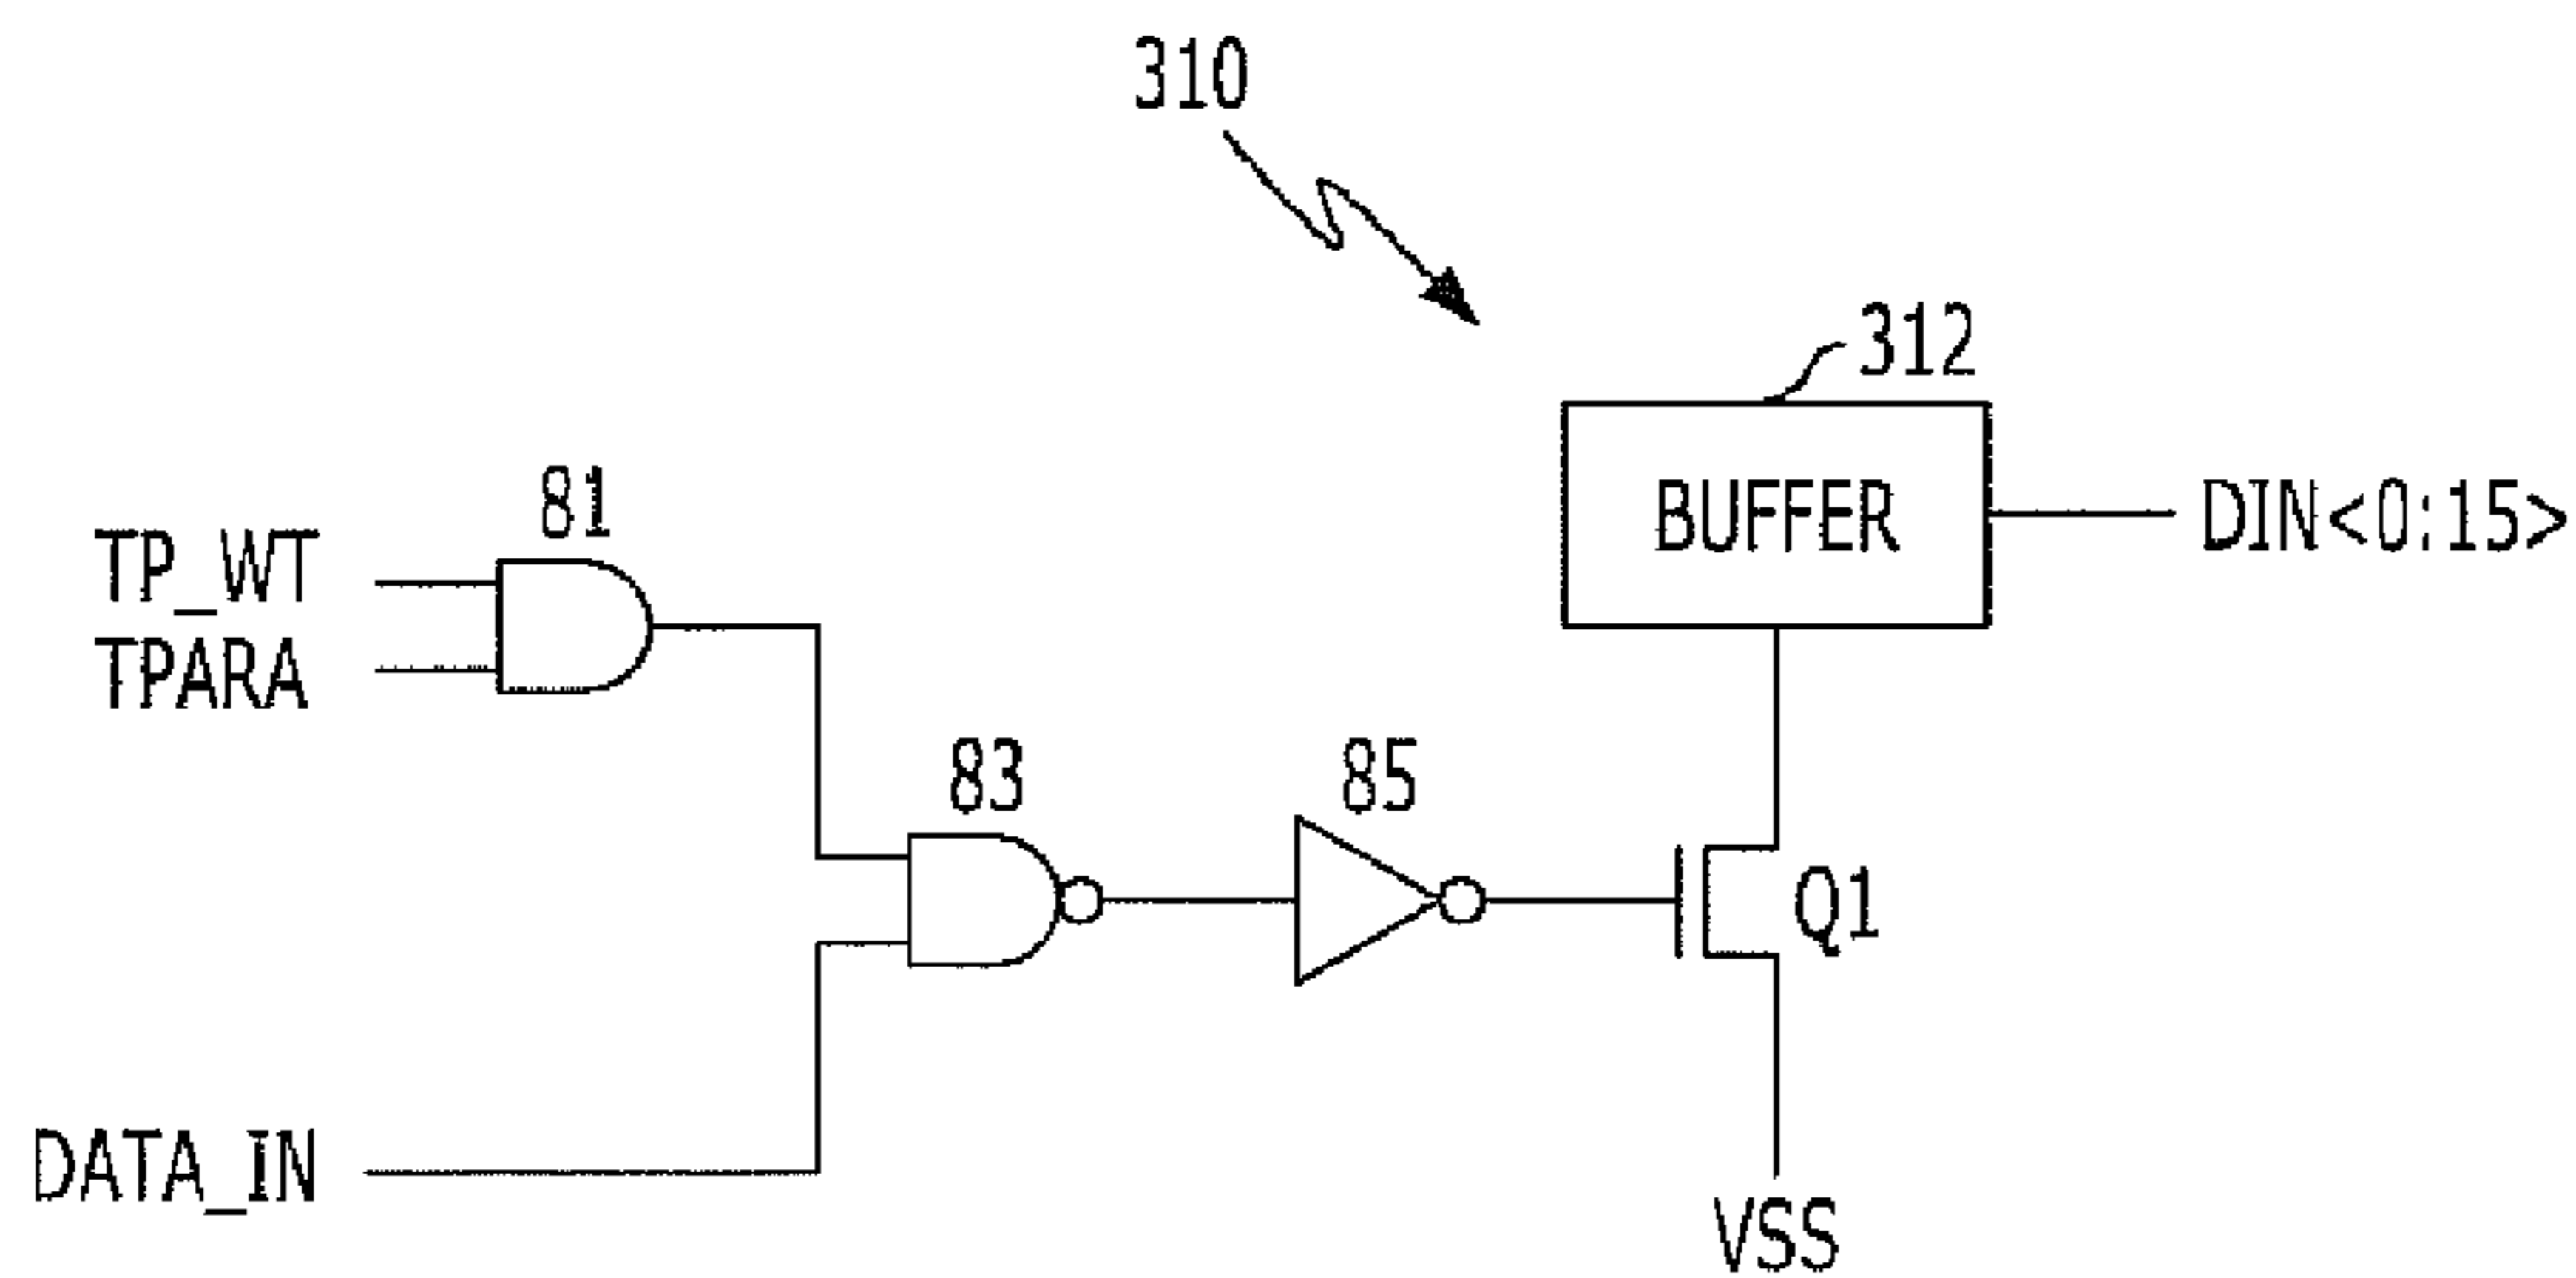 310
312
BUFFER
DIN<0:15>
81
TP_WT
TPARA
83
85
Q1
DATA_IN
VSS